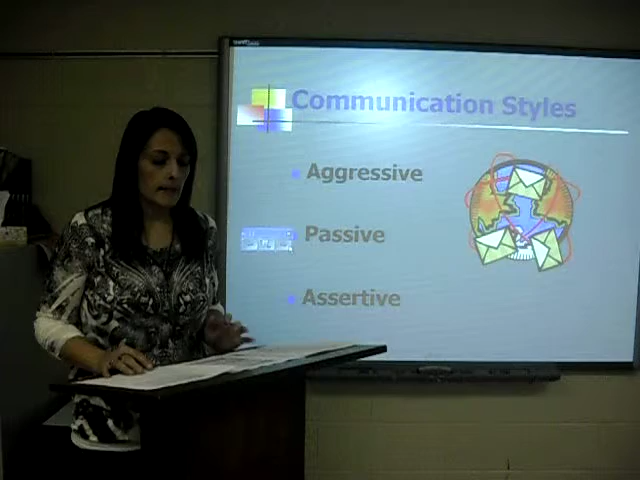 Communication Styles
Aggressive
Passive
Assertive